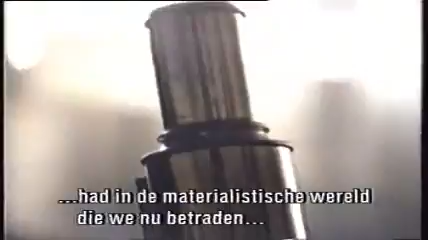 ...had in de materialistische wereld
die we nu betraden...